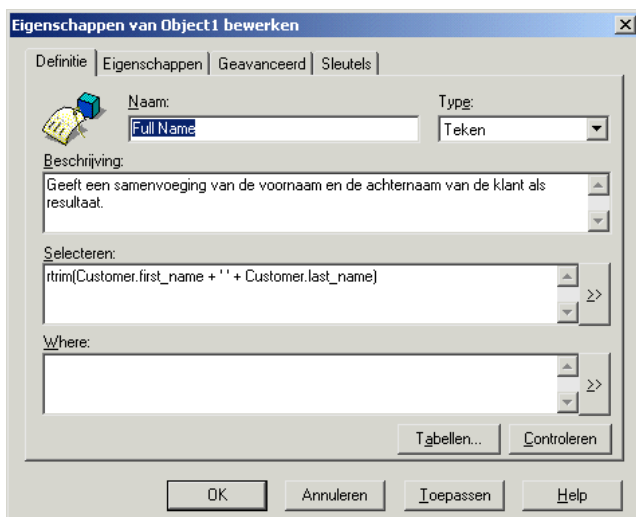 Eigenschappen van Object1 bewerken
Definitie Eigenschappen Geavanceerd Sleutels
Naam: Type:
Full Name Teken
Beschrijving:
Geeft een samenvoeging van de voornaam en de achternaam van de klant als
resultaat.
Selecteren:
rtrim(Customer.first_name + ' ' + Customer.last_name)
>>
Where:
>>
Tabellen... Controleren
OK Annuleren Toepassen Help